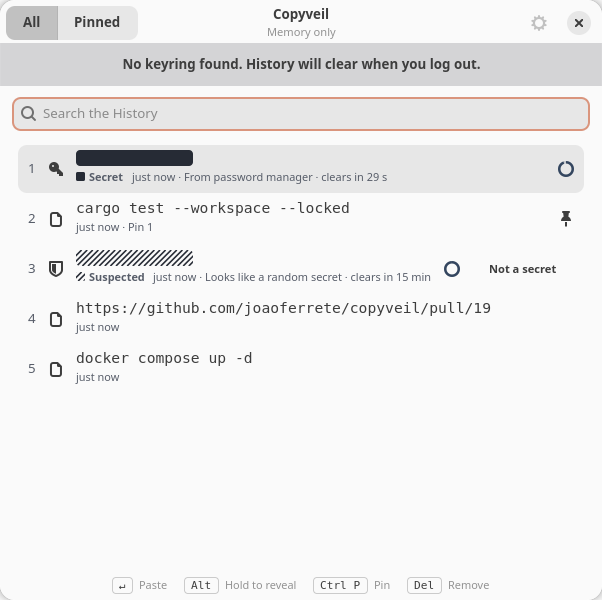 All Pinned
Copyveil
Memory only
No keyring found. History will clear when you log out.
Search the History
1
Secret just now · From password manager · clears in 29 s
2 cargo test --workspace --locked
just now · Pin 1
3
Suspected just now · Looks like a random secret · clears in 15 min Not a secret
4 https://github.com/joaoferrete/copyveil/pull/19
just now
5 docker compose up -d
just now
↵ Paste Alt Hold to reveal Ctrl P Pin Del Remove